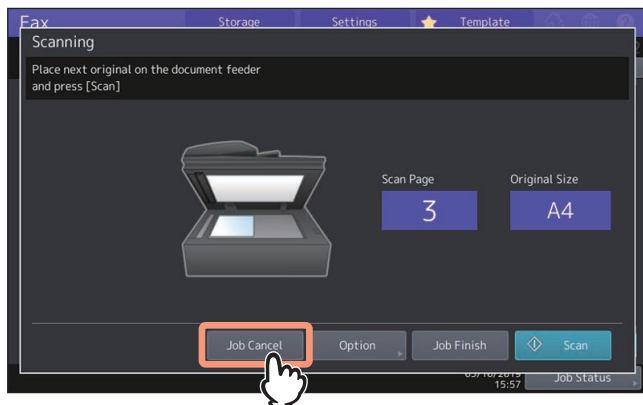 Fax
Storage
Settings
Template
Scanning
Place next original on the document feeder
and press [Scan]
Scan Page
Original Size
3
A4
Job Cancel
Option
Job Finish
Scan
15:57
Job Status